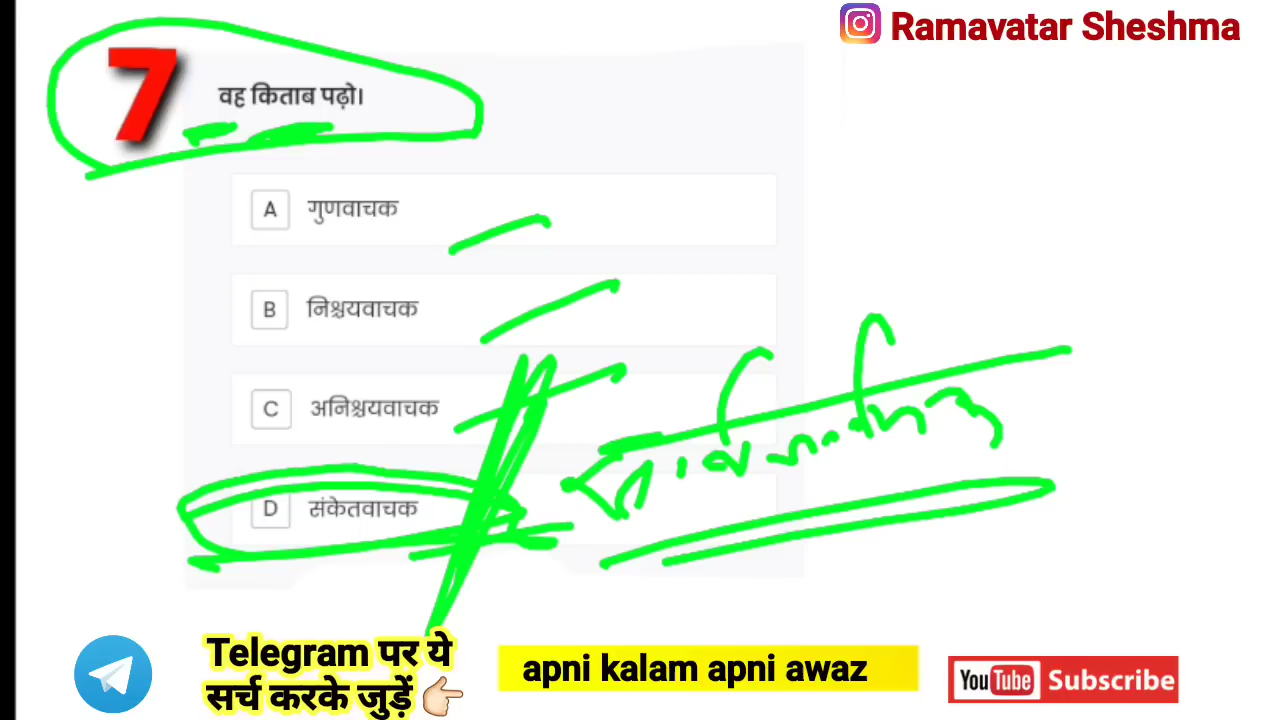 Ramavatar Sheshma
7 वह किताब पढ़ो।
A गुणवाचक
B निश्चयवाचक
C अनिश्चयवाचक
D संकेतवाचक
Telegram पर ये
सर्च करके जुड़ें
apni kalam apni awaz
YouTube Subscribe